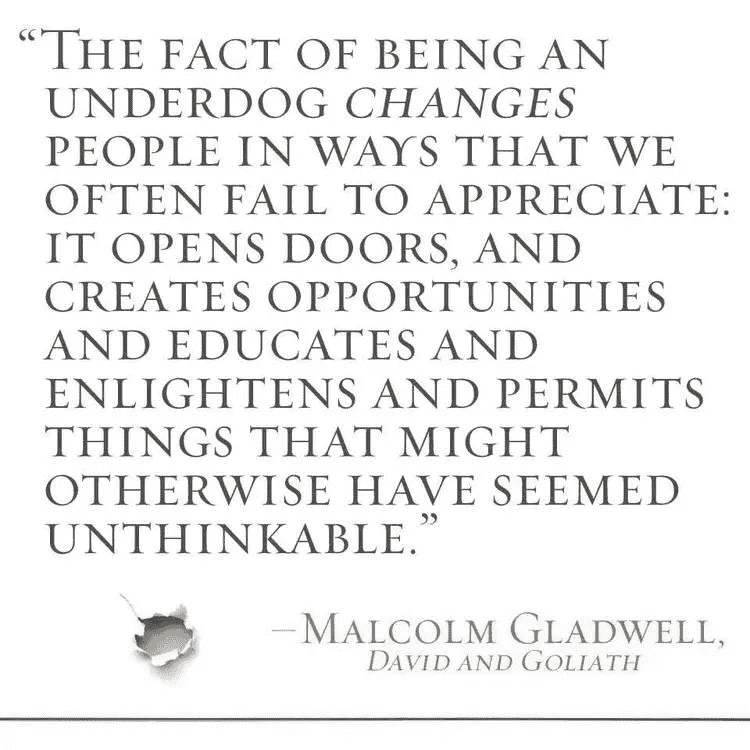 “THE FACT OF BEING AN
UNDERDOG CHANGES
PEOPLE IN WAYS THAT WE
OFTEN FAIL TO APPRECIATE:
IT OPENS DOORS, AND
CREATES OPPORTUNITIES
AND EDUCATES AND
ENLIGHTENS AND PERMITS
THINGS THAT MIGHT
OTHERWISE HAVE SEEMED
UNTHINKABLE.”
—MALCOLM GLADWELL,
DAVID AND GOLIATH